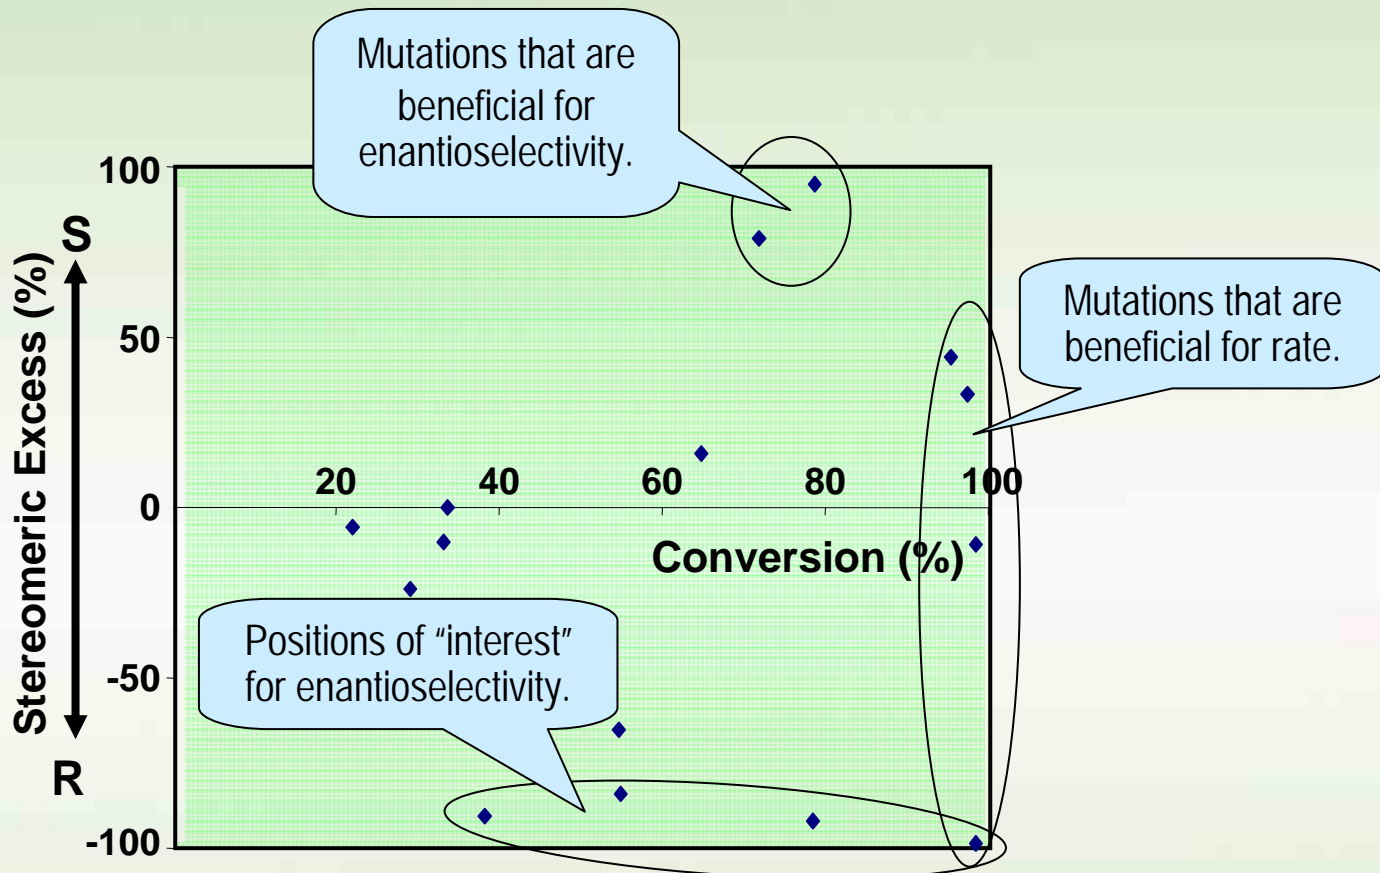 Mutations that are
beneficial for
enantioselectivity.
100
S
Stereomeric Excess (%)
50
Mutations that are
beneficial for rate.
20
40
60
80
100
0
Conversion (%)
Positions of "interest"
for enantioselectivity.
-50
R
-100